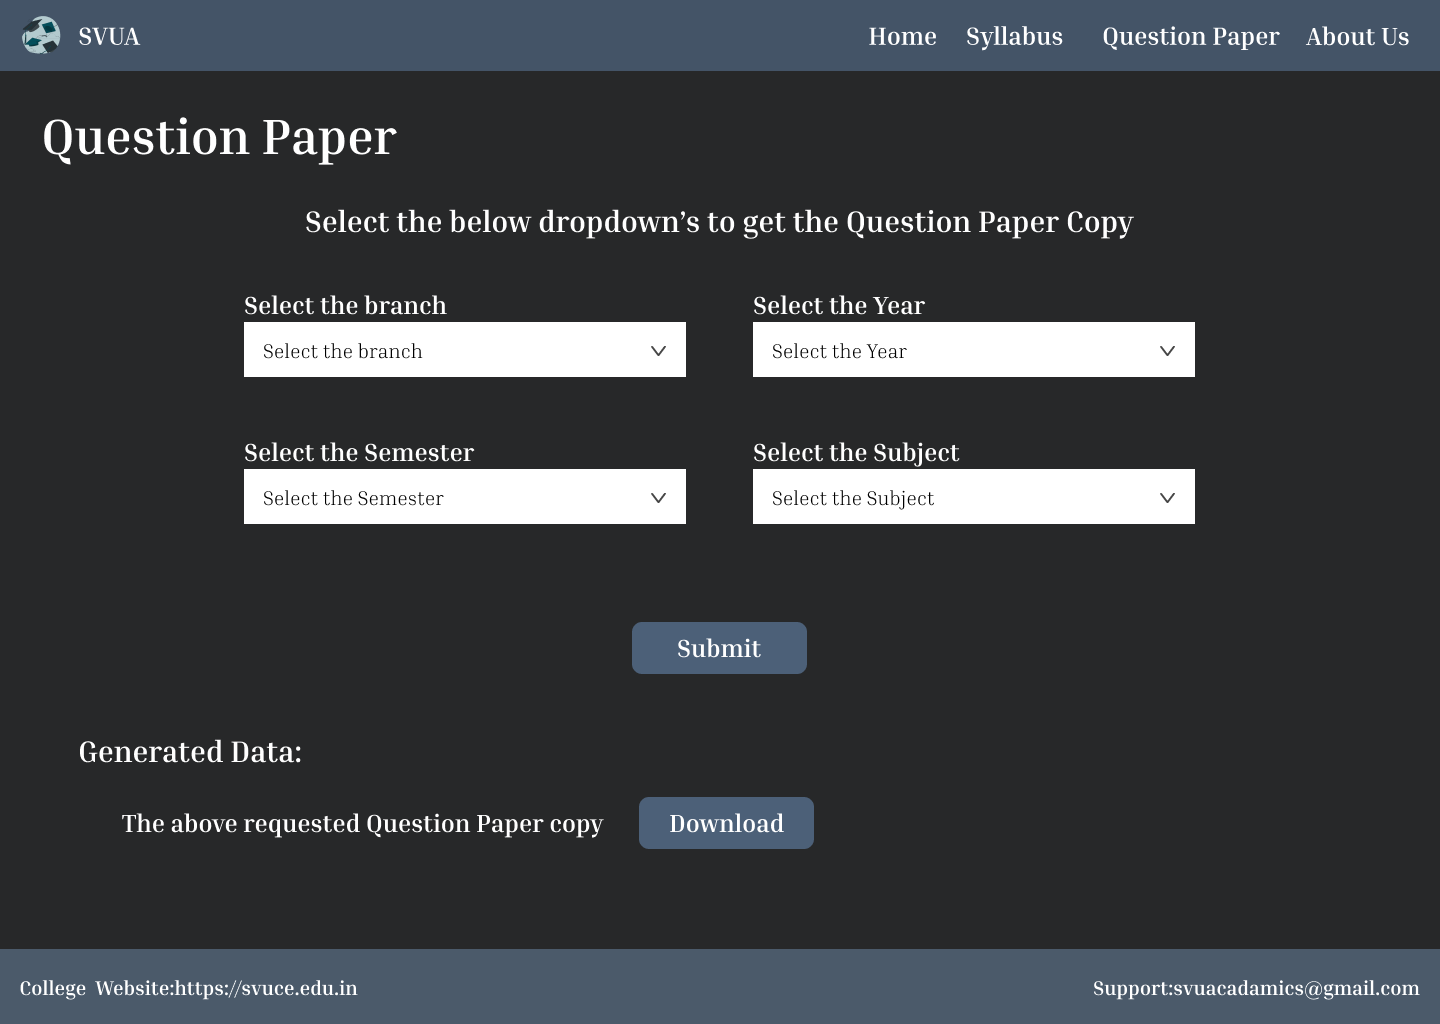 SVUA
Home Syllabus Question Paper About Us
Question Paper
Select the below dropdown’s to get the Question Paper Copy
Select the branch
Select the branch
Select the Year
Select the Year
Select the Semester
Select the Semester
Select the Subject
Select the Subject
Submit
Generated Data:
The above requested Question Paper copy
Download
College Website:https://svuce.edu.in
Support:svuacadamics@gmail.com